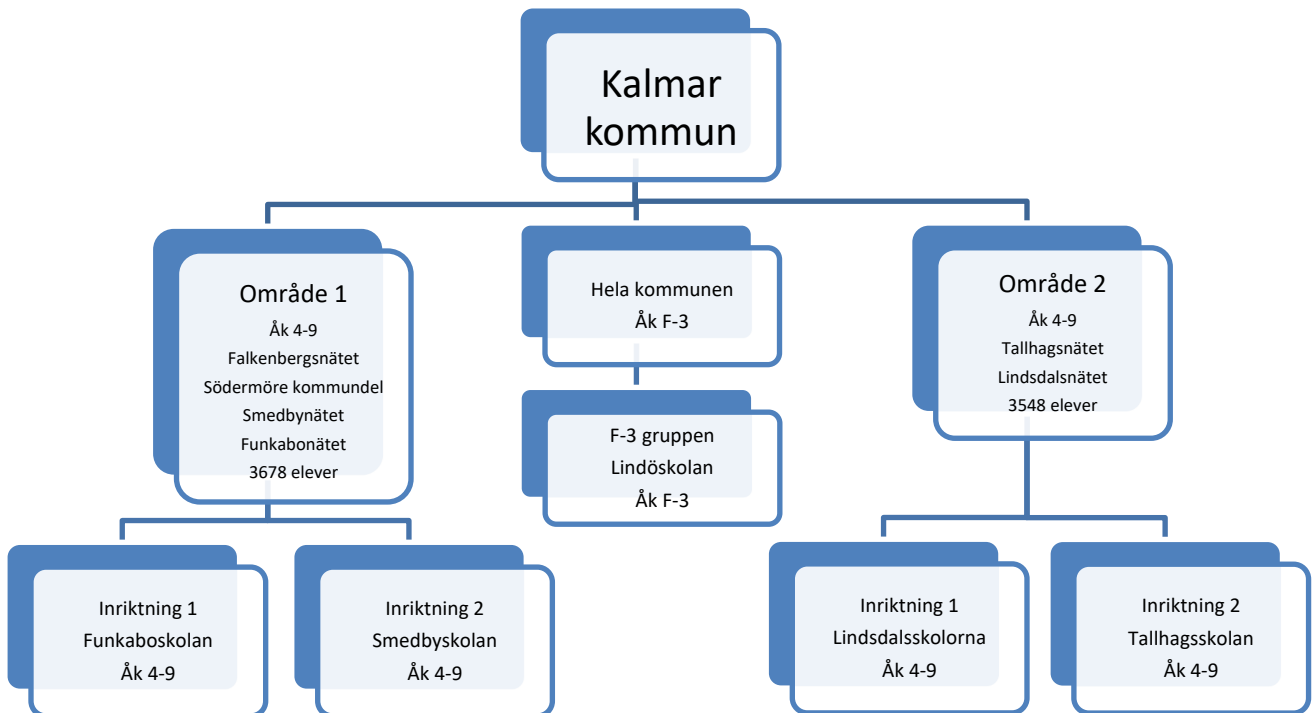 Kalmar
kommun
Område 1
Åk 4-9
Falkenbergsnätet
Södermöre kommundel
Smedbynätet
Funkabonätet
3678 elever
Hela kommunen
Åk F-3
Område 2
Åk 4-9
Tallhagsnätet
Lindsdalsnätet
3548 elever
F-3 gruppen
Lindöskolan
Åk F-3
Inriktning 1
Funkaboskolan
Åk 4-9
Inriktning 2
Smedbyskolan
Åk 4-9
Inriktning 1
Lindsdalsskolorna
Åk 4-9
Inriktning 2
Tallhagsskolan
Åk 4-9